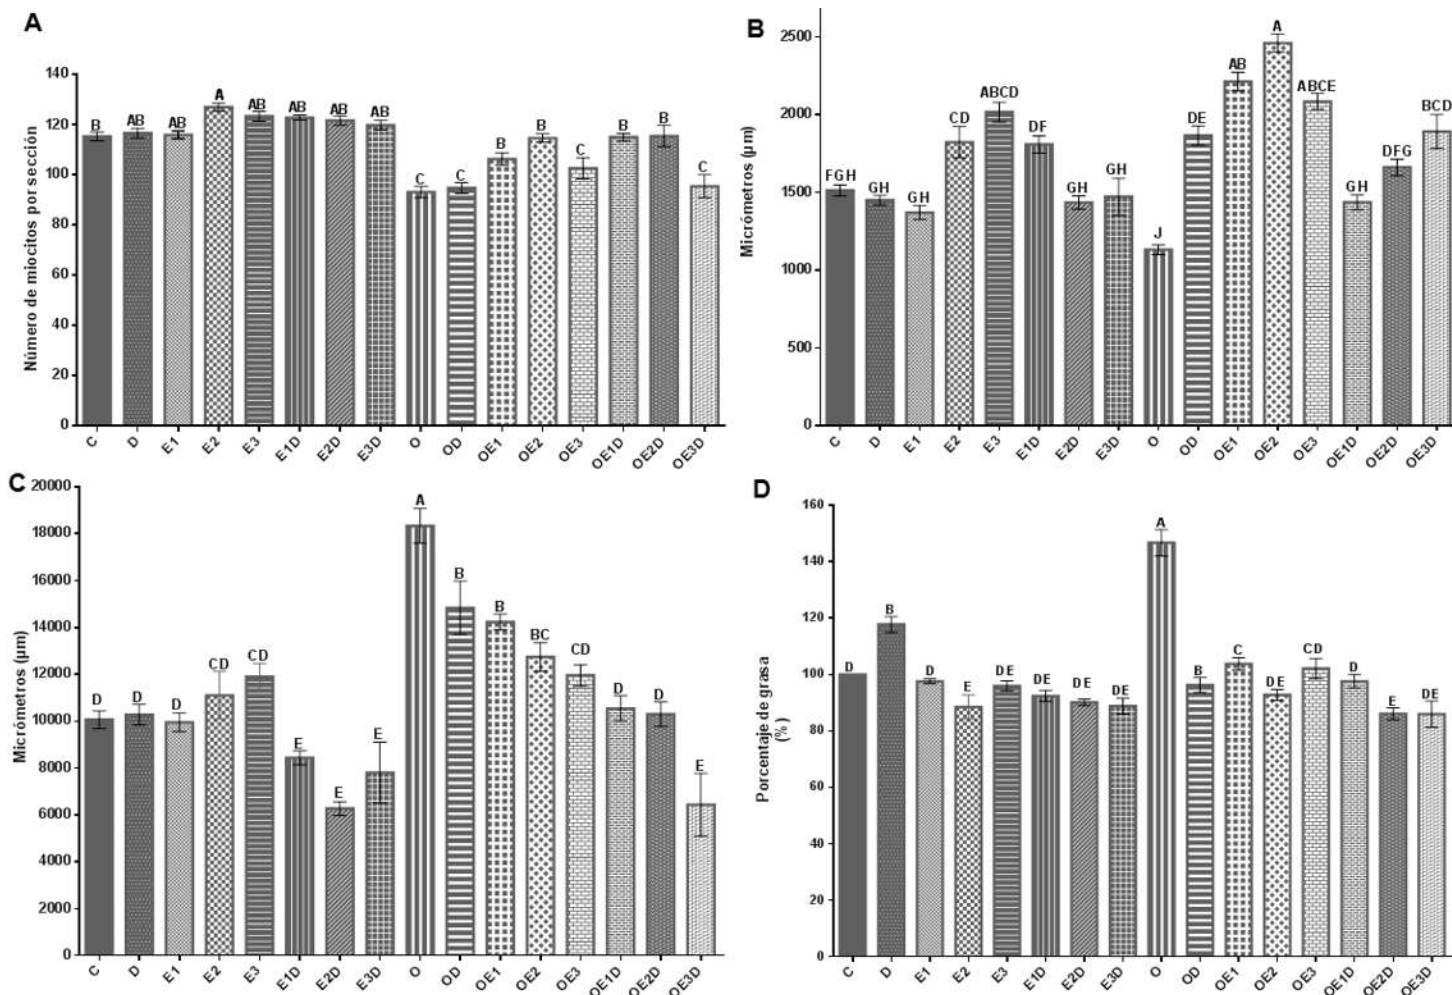 A
Número de miocitos por sección
140
120
100
80
60
40
20
0
B AB AB A AB AB AB AB C C B B C B B C
C D E1 E2 E3 E1D E2D E3D O OD OE1 OE2 OE3 OE1D OE2D OE3D
B
Micrómetros (µm)
2500
2000
1500
1000
500
0
FGH GH GH CD ABCD DF GH GH J DE AB A ABCE GH DFG BCD
C D E1 E2 E3 E1D E2D E3D O OD OE1 OE2 OE3 OE1D OE2D OE3D
C
Micrómetros (µm)
20000
18000
16000
14000
12000
10000
8000
6000
4000
2000
0
D D D CD CD E E E A B B BC CD D D E
C D E1 E2 E3 E1D E2D E3D O OD OE1 OE2 OE3 OE1D OE2D OE3D
D
Porcentaje de grasa
(%)
160
140
120
100
80
60
40
20
0
D B D E DE DE DE DE A B C DE CD D E DE
C D E1 E2 E3 E1D E2D E3D O OD OE1 OE2 OE3 OE1D OE2D OE3D